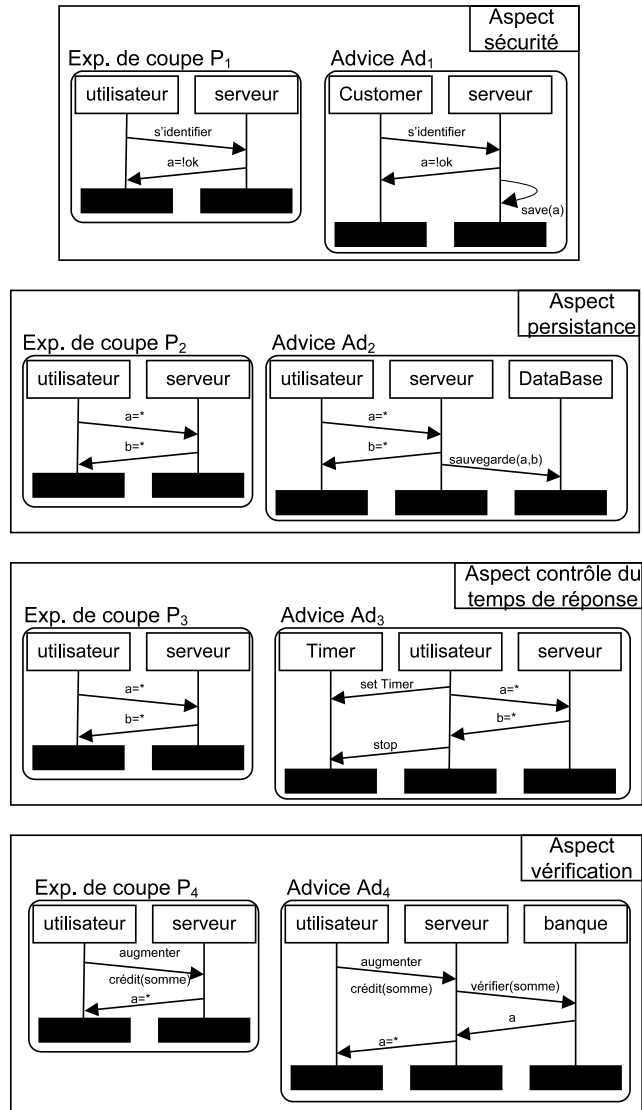 Aspect
sécurité
Exp. de coupe P1
Advice Ad1
utilisateur
serveur
Customer
serveur
s'identifier
a=!ok
s'identifier
a=!ok
save(a)
Aspect
persistance
Exp. de coupe P2
Advice Ad2
utilisateur
serveur
utilisateur
serveur
DataBase
a=*
b=*
a=*
b=*
sauvegarde(a,b)
Aspect contrôle du
temps de réponse
Exp. de coupe P3
Advice Ad3
utilisateur
serveur
Timer
utilisateur
serveur
a=*
b=*
set Timer
a=*
b=*
stop
Aspect
vérification
Exp. de coupe P4
Advice Ad4
utilisateur
serveur
utilisateur
serveur
banque
augmenter
crédit(somme)
a=*
augmenter
crédit(somme)
vérifier(somme)
a
a=*